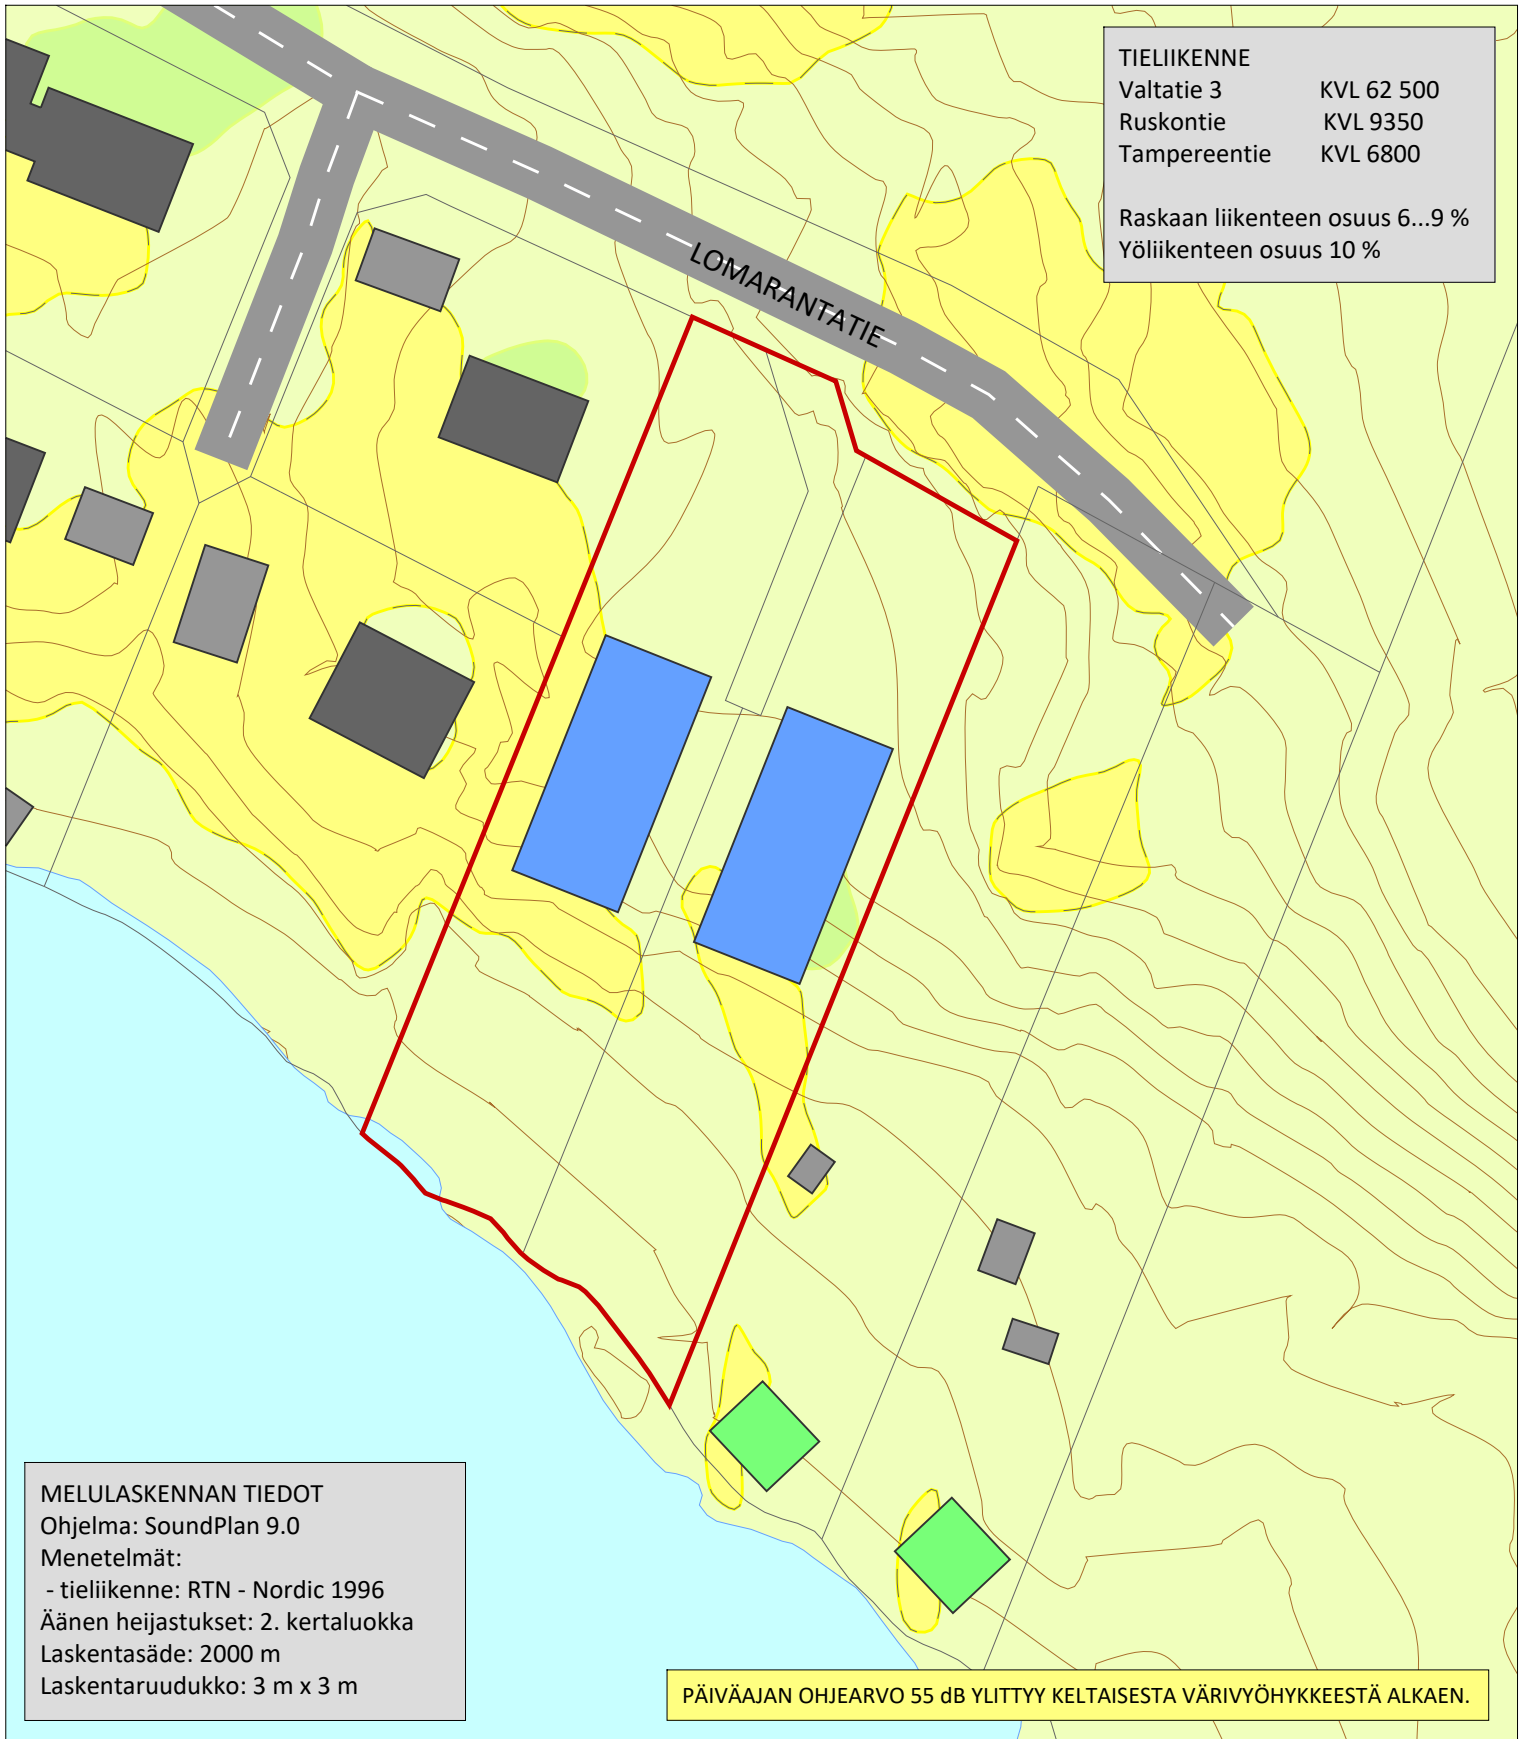 TIELIIKENNE
Valtatie 3 KVL 62 500
Ruskontie KVL 9350
Tampereentie KVL 6800
Raskaan liikenteen osuus 6...9 %
Yöliikenteen osuus 10 %
LOMARANTATIE
MELULASKENNAN TIEDOT
Ohjelma: SoundPlan 9.0
Menetelmät:
- tieliikenne: RTN - Nordic 1996
Äänen heijastukset: 2. kertaluokka
Laskentasäde: 2000 m
Laskentaruudukko: 3 m x 3 m
PÄIVÄAJAN OHJEARVO 55 dB YLITTYY KELTAISESTA VÄRIVYÖHYKKEESTÄ ALKAEN.